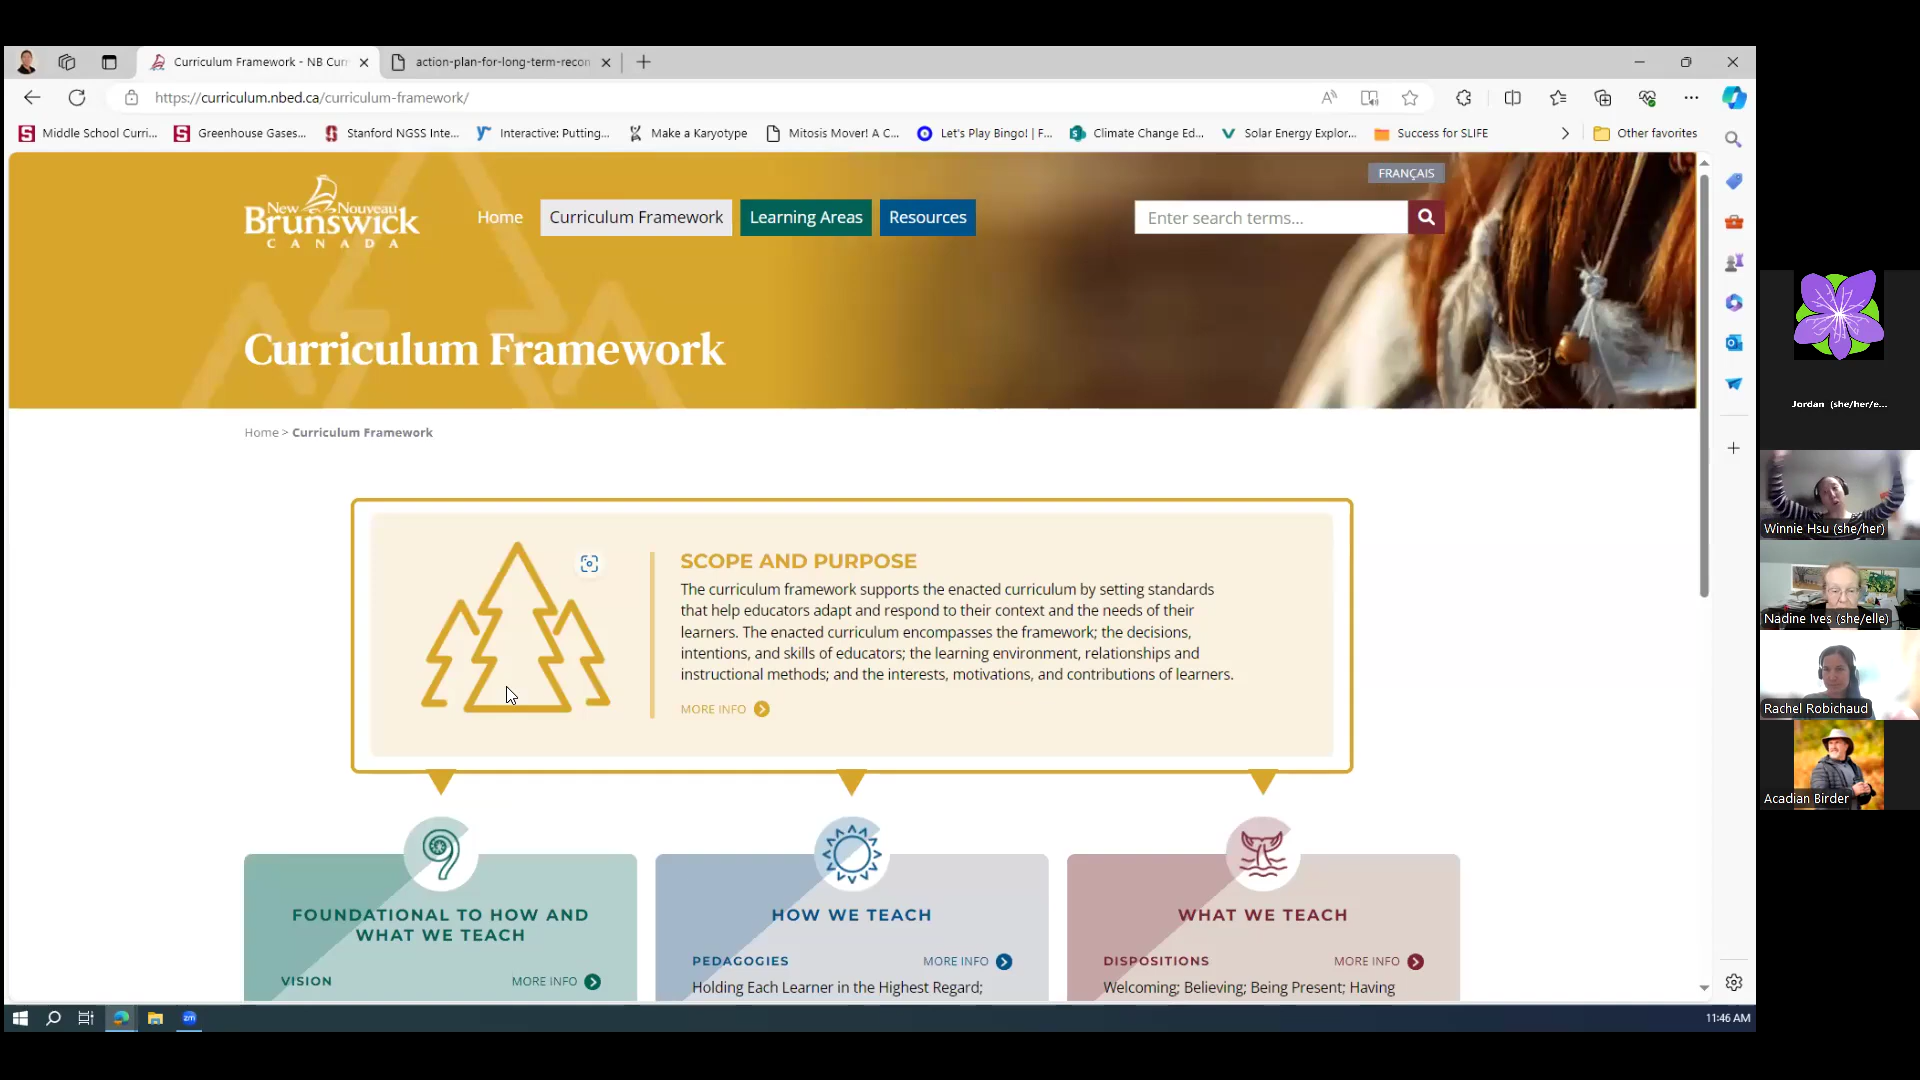 Curriculum Framework - NB Curr
action-plan-for-long-term-recon
https://curriculum.nbed.ca/curriculum-framework/
Middle School Curri...
Greenhouse Gases...
Stanford NGSS Inte...
Interactive: Putting...
Make a Karyotype
Mitosis Mover! A C...
Let's Play Bingo! | F...
Climate Change Ed...
Solar Energy Explor...
Success for SLIFE
Other favorites
FRANÇAIS
New Nouveau
Brunswick
CANADA
Home
Curriculum Framework
Learning Areas
Resources
Enter search terms...
Curriculum Framework
Home > Curriculum Framework
SCOPE AND PURPOSE
The curriculum framework supports the enacted curriculum by setting standards
that help educators adapt and respond to their context and the needs of their
learners. The enacted curriculum encompasses the framework; the decisions,
intentions, and skills of educators; the learning environment, relationships and
instructional methods; and the interests, motivations, and contributions of learners.
MORE INFO
FOUNDATIONAL TO HOW AND
WHAT WE TEACH
VISION
MORE INFO
HOW WE TEACH
PEDAGOGIES
MORE INFO
Holding Each Learner in the Highest Regard;
WHAT WE TEACH
DISPOSITIONS
MORE INFO
Welcoming; Believing; Being Present; Having
Jordan (she/her/e...
Winnie Hsu (she/her)
Nadine Ives (she/elle)
Rachel Robichaud
Acadian Birder
zm
11:46 AM